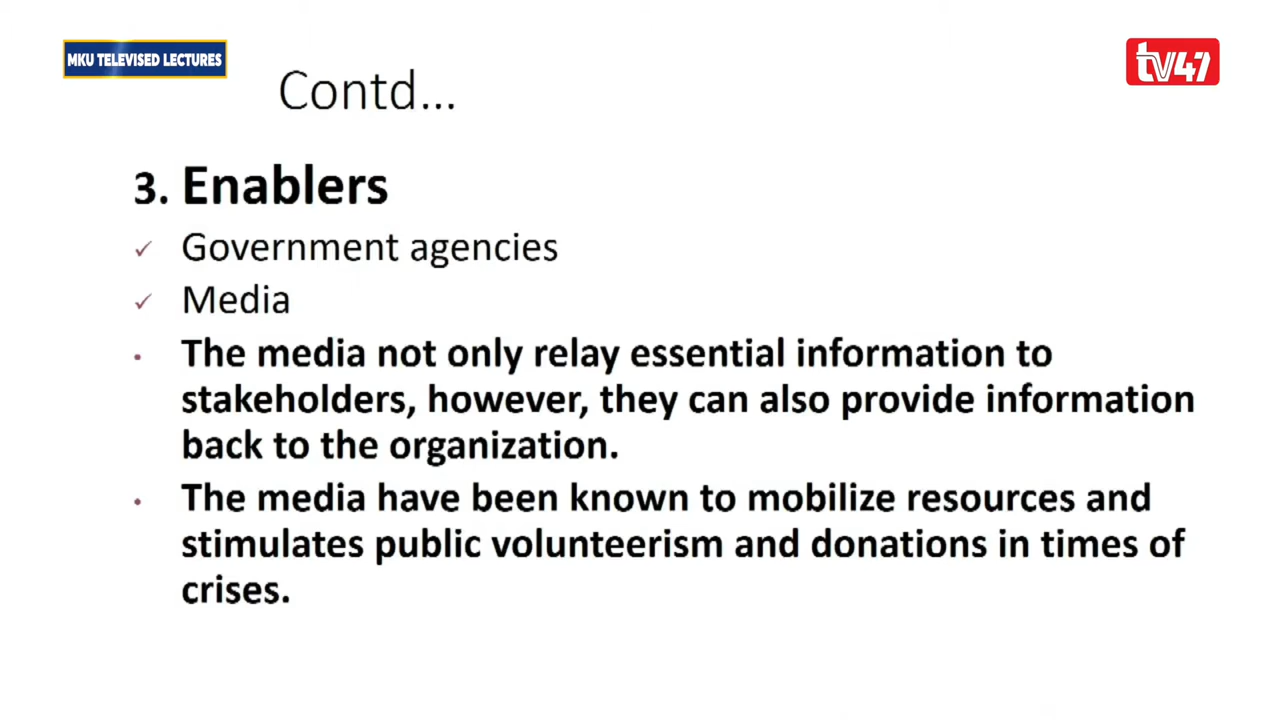 MKU TELEVISED LECTURES
tv47
Contd...
3. Enablers
✓ Government agencies
✓ Media
• The media not only relay essential information to
stakeholders, however, they can also provide information
back to the organization.
• The media have been known to mobilize resources and
stimulates public volunteerism and donations in times of
crises.